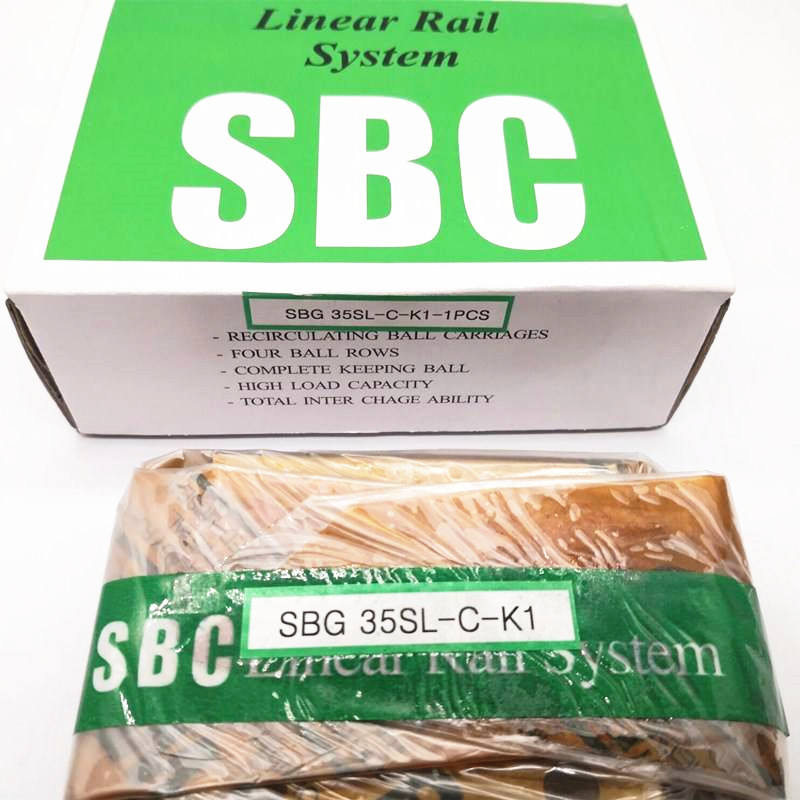 Linear Rail
System
SBC
SBG 35SL-C-K1-1PCS
- RECIRCULATING BALL CARRIAGES
- FOUR BALL ROWS
- COMPLETE KEEPING BALL
- HIGH LOAD CAPACITY
- TOTAL INTER CHAGE ABILITY
SBG 35SL-C-K1
SBC Linear Rail System